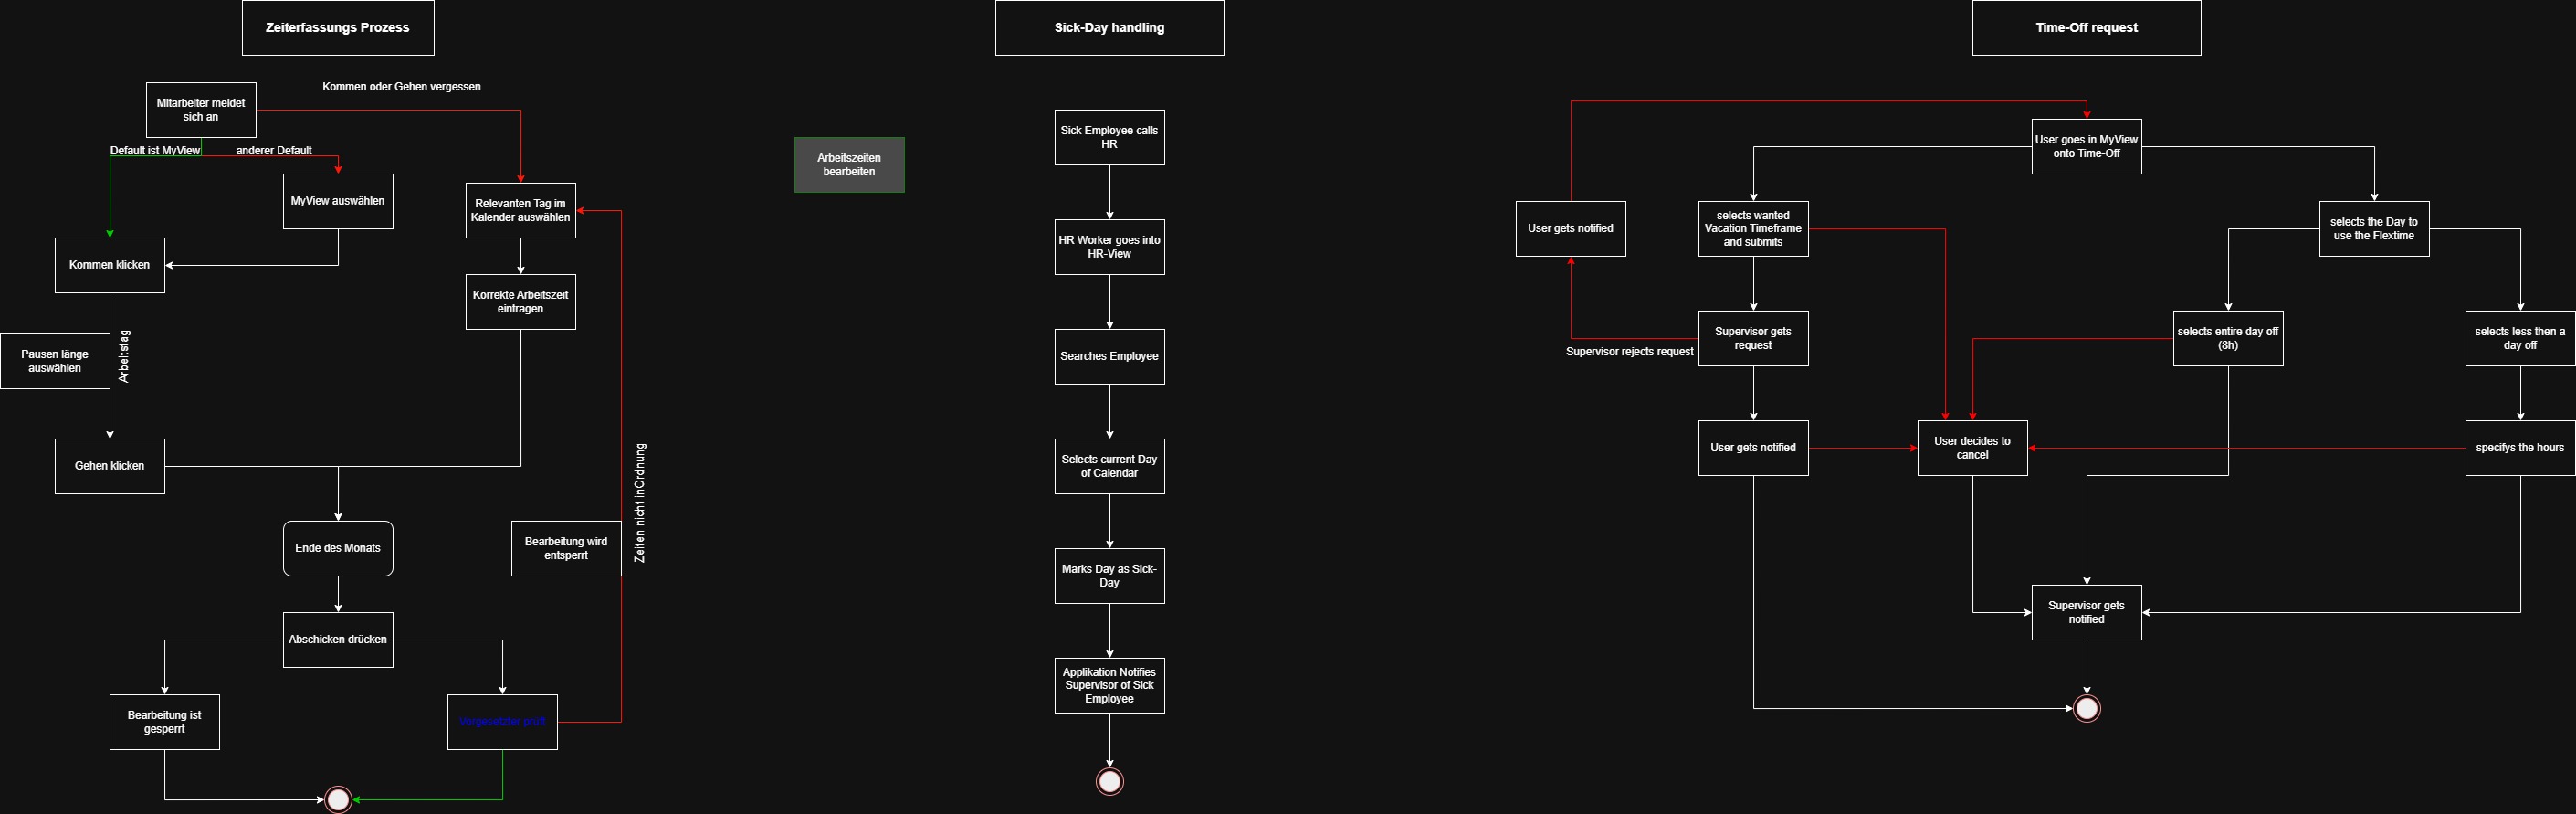 Zeiterfassungs Prozess
Mitarbeiter meldet
sich an
Kommen oder Gehen vergessen
Default ist MyView
anderer Default
MyView auswählen
Relevanten Tag im
Kalender auswählen
Kommen klicken
Korrekte Arbeitszeit
eintragen
Pausen länge
auswählen
Arbeitstag
Gehen klicken
Ende des Monats
Bearbeitung wird
entsperrt
Zeiten nicht inOrdnung
Abschicken drücken
Bearbeitung ist
gesperrt
Vorgesetzter prüft
Arbeitszeiten
bearbeiten
Sick-Day handling
Sick Employee calls
HR
HR Worker goes into
HR-View
Searches Employee
Selects current Day
of Calendar
Marks Day as Sick-
Day
Applikation Notifies
Supervisor of Sick
Employee
Time-Off request
User goes in MyView
onto Time-Off
User gets notified
selects wanted
Vacation Timeframe
and submits
selects the Day to
use the Flextime
Supervisor rejects request
Supervisor gets
request
selects entire day off
(8h)
selects less then a
day off
User gets notified
User decides to
cancel
specifys the hours
Supervisor gets
notified